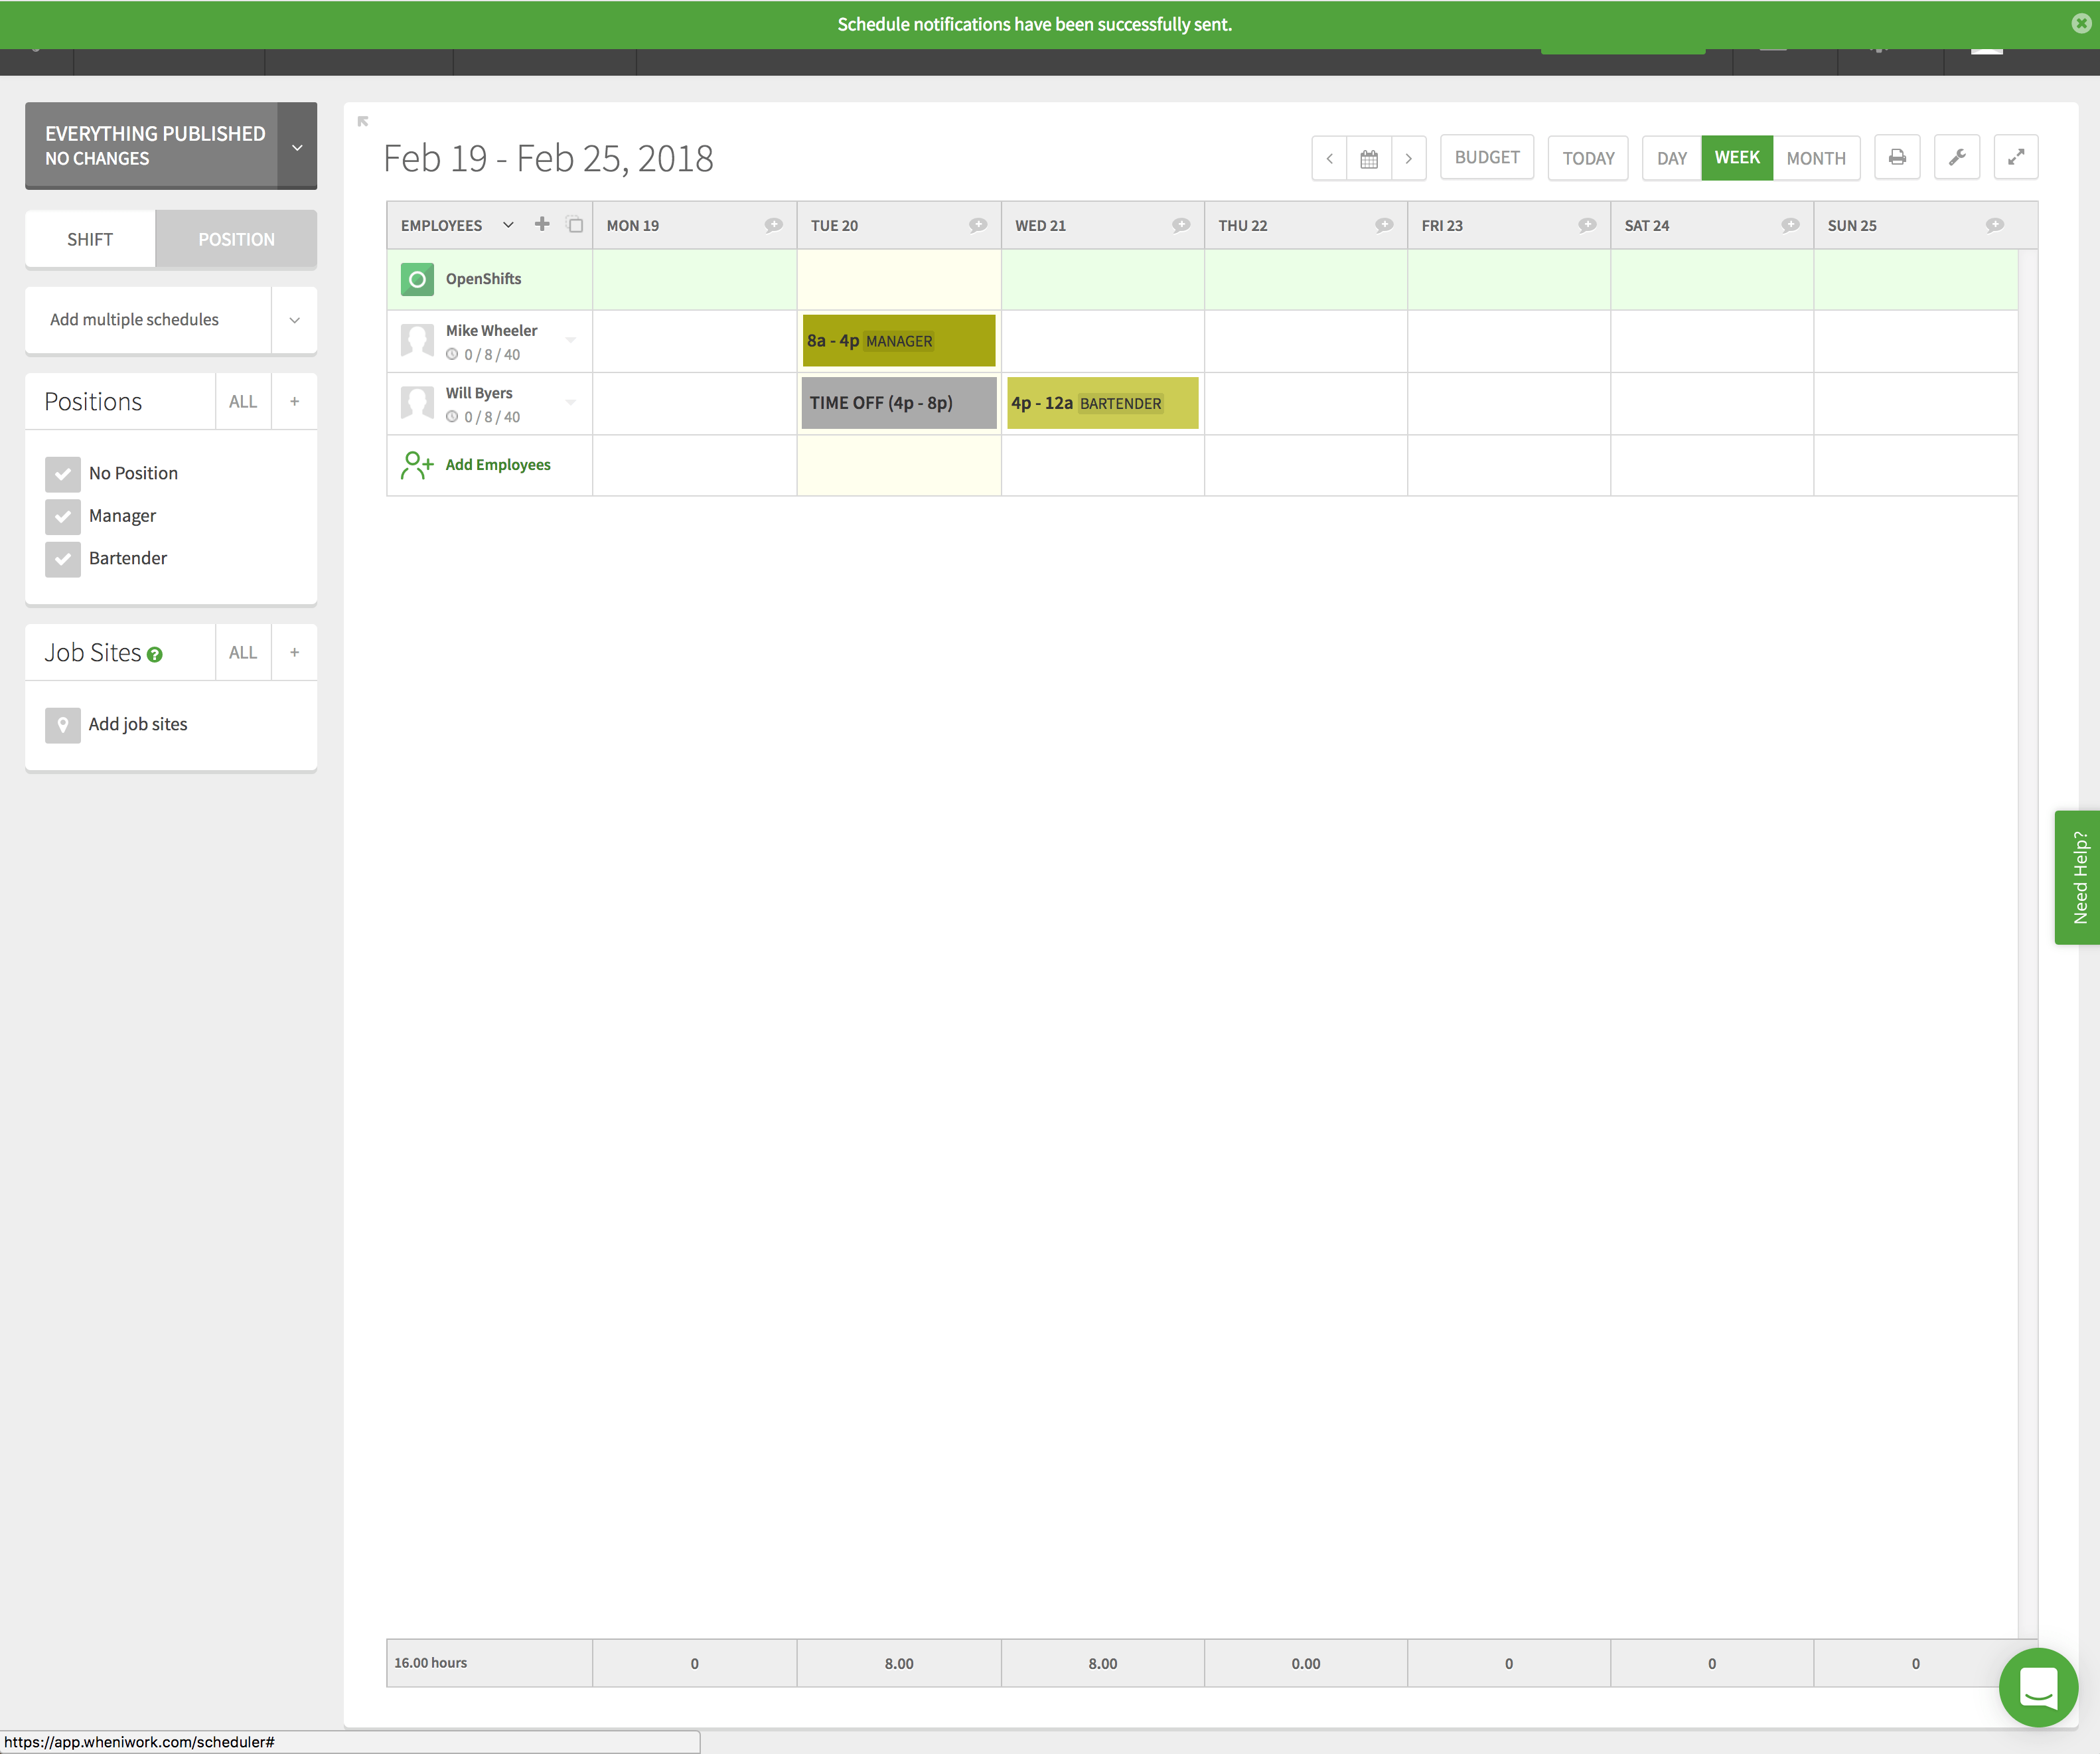 Schedule notifications have been successfully sent.
EVERYTHING PUBLISHED
NO CHANGES
SHIFT POSITION
Add multiple schedules
Positions ALL +
No Position
Manager
Bartender
Job Sites ? ALL +
Add job sites
Feb 19 - Feb 25, 2018
BUDGET TODAY DAY WEEK MONTH
EMPLOYEES MON 19 TUE 20 WED 21 THU 22 FRI 23 SAT 24 SUN 25
OpenShifts
Mike Wheeler
0 / 8 / 40
8a - 4p MANAGER
Will Byers
0 / 8 / 40
TIME OFF (4p - 8p) 4p - 12a BARTENDER
Add Employees
Need Help?
16.00 hours 0 8.00 8.00 0.00 0 0 0
https://app.wheniwork.com/scheduler#